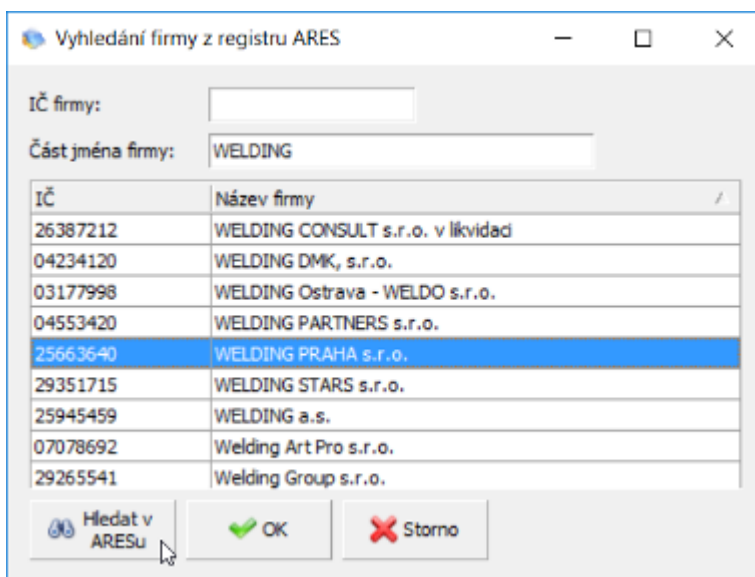 Vyhledání firmy z registru ARES
IČ firmy:
Část jména firmy: WELDING
IČ Název firmy
26387212 WELDING CONSULT s.r.o. v likvidaci
04234120 WELDING DMK, s.r.o.
03177998 WELDING Ostrava - WELDO s.r.o.
04553420 WELDING PARTNERS s.r.o.
25663640 WELDING PRAHA s.r.o.
29351715 WELDING STARS s.r.o.
25945459 WELDING a.s.
07078692 Welding Art Pro s.r.o.
29265541 Welding Group s.r.o.
Hledat v
ARESu
OK
Storno